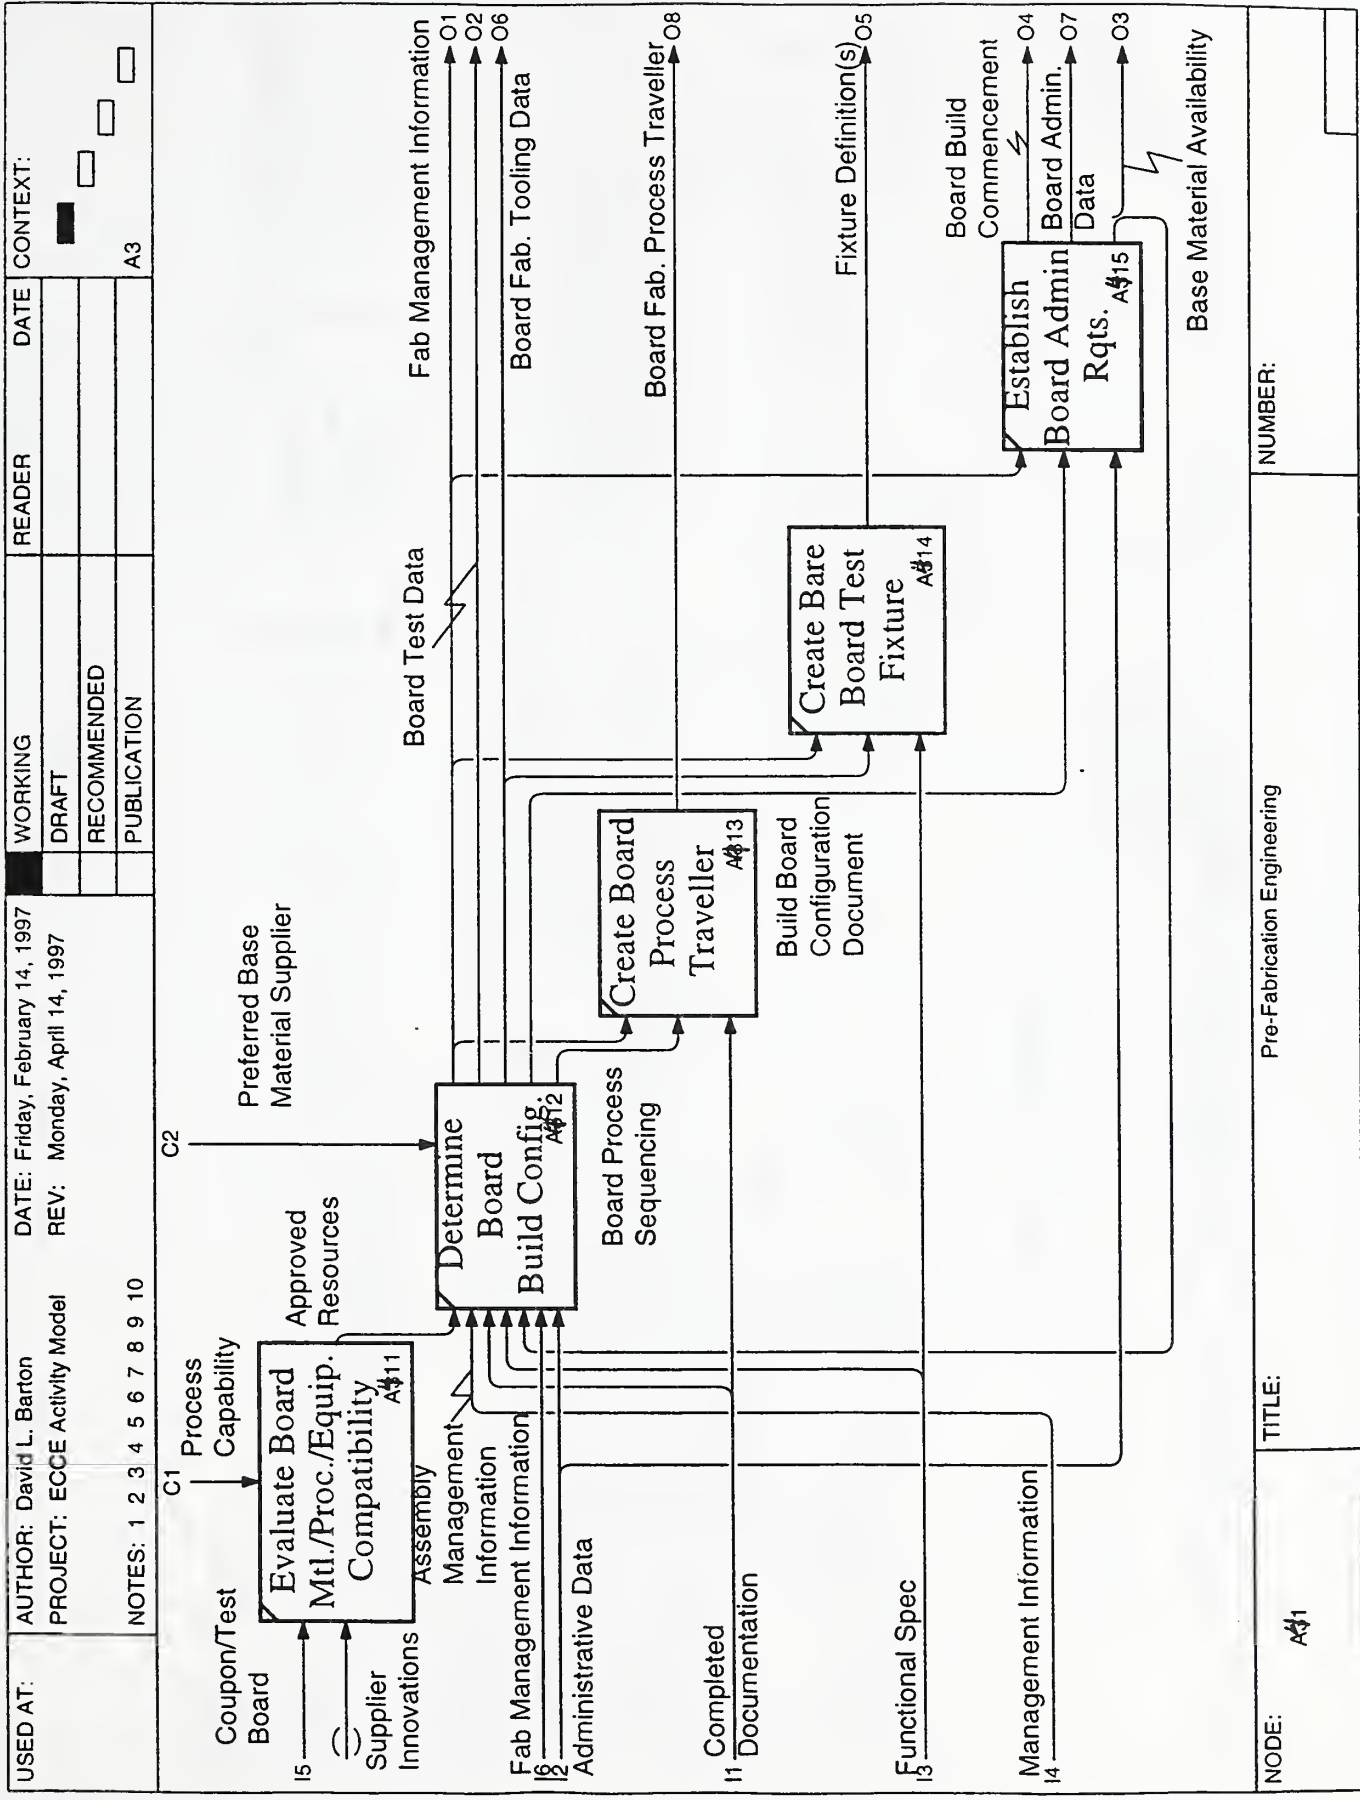 USED AT:
AUTHOR: David L. Barton
PROJECT: ECCE Activity Model
NOTES: 1 2 3 4 5 6 7 8 9 10
DATE: Friday, February 14, 1997
REV: Monday, April 14, 1997
WORKING
DRAFT
RECOMMENDED
PUBLICATION
READER
DATE
CONTEXT:
A3
C1
Process
Capability
C2
Preferred Base
Material Supplier
Coupon/Test
Board
I5
Supplier
Innovations
Evaluate Board
Mtl./Proc./Equip.
Compatibility
Approved
Resources
Assembly
Management
Information
Fab Management Information
I6
I2
Administrative Data
Completed
Documentation
I1
Functional Spec
I3
Management Information
I4
Determine
Board
Build Config.
Board Process
Sequencing
Create Board
Process
Traveller
Build Board
Configuration
Document
Board Test Data
Create Bare
Board Test
Fixture
Establish
Board Admin
Rqts.
Fab Management Information
O1
O2
O6
Board Fab. Tooling Data
Board Fab. Process Traveller
O8
Fixture Definition(s)
O5
Board Build
Commencement
O4
Board Admin.
Data
O7
O3
Base Material Availability
NODE:
TITLE:
Pre-Fabrication Engineering
NUMBER: